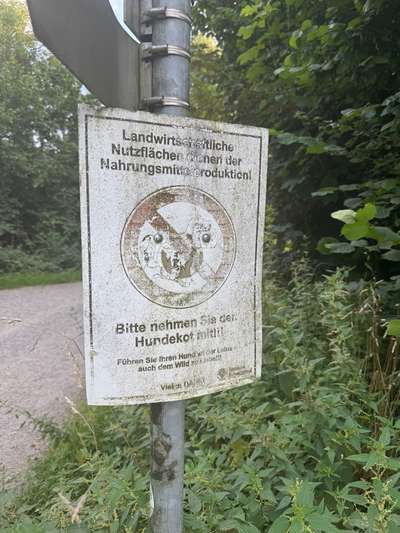 Landwirtschaftliche
Nutzflächen dienen der
Nahrungsmittelproduktion!
Bitte nehmen Sie den
Hundekot mit!!!
Führen Sie Ihren Hund an der Leine -
auch dem Wild zuliebe!!!
Vielen Dank!